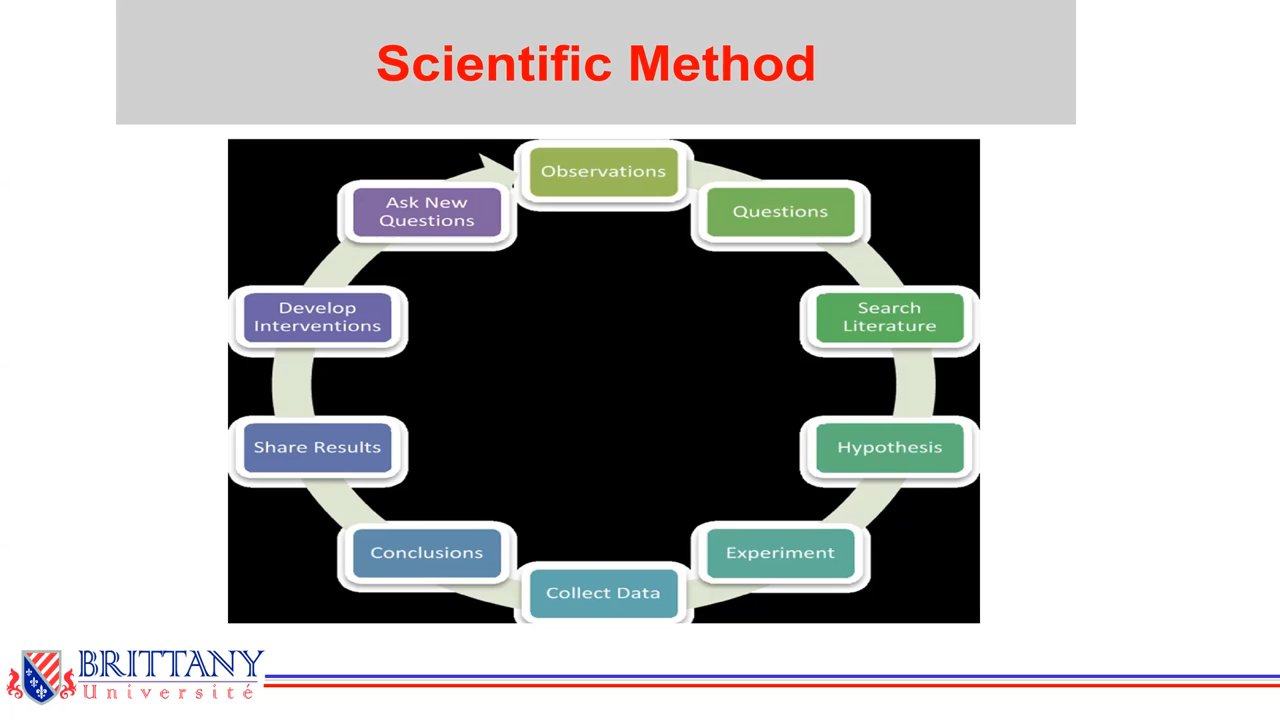 Scientific Method
Observations
Questions
Search
Literature
Hypothesis
Experiment
Collect Data
Conclusions
Share Results
Develop
Interventions
Ask New
Questions
BRITTANY
Université